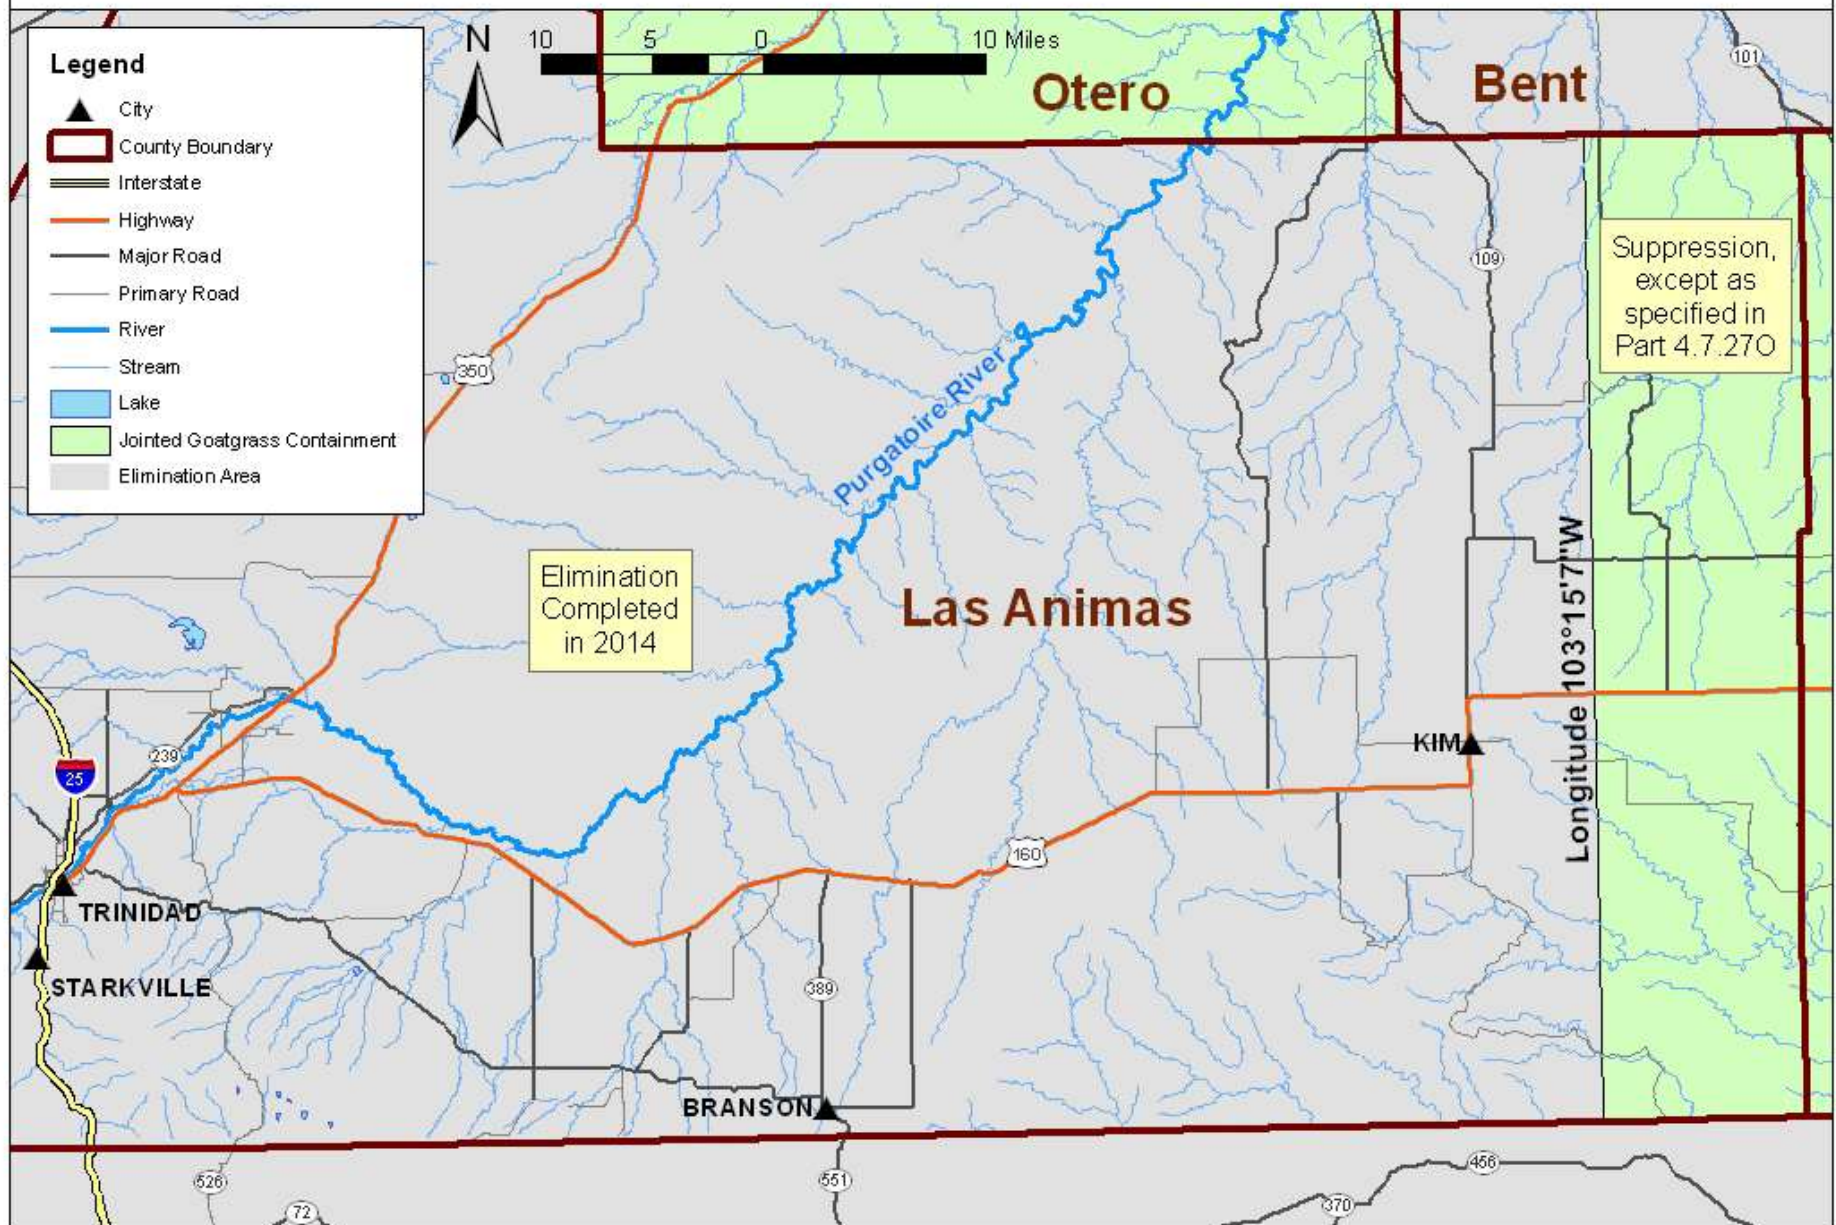 Legend
City
County Boundary
Interstate
Highway
Major Road
Primary Road
River
Stream
Lake
Jointed Goatgrass Containment
Elimination Area
N
10 5 0 10 Miles
Otero
Bent
101
109
Suppression,
except as
specified in
Part 4.7.27O
350
Purgatoire River
Elimination
Completed
in 2014
Las Animas
Longitude 103°15'7"W
KIM
239
25
160
TRINIDAD
STARKVILLE
389
BRANSON
526
72
551
456
370